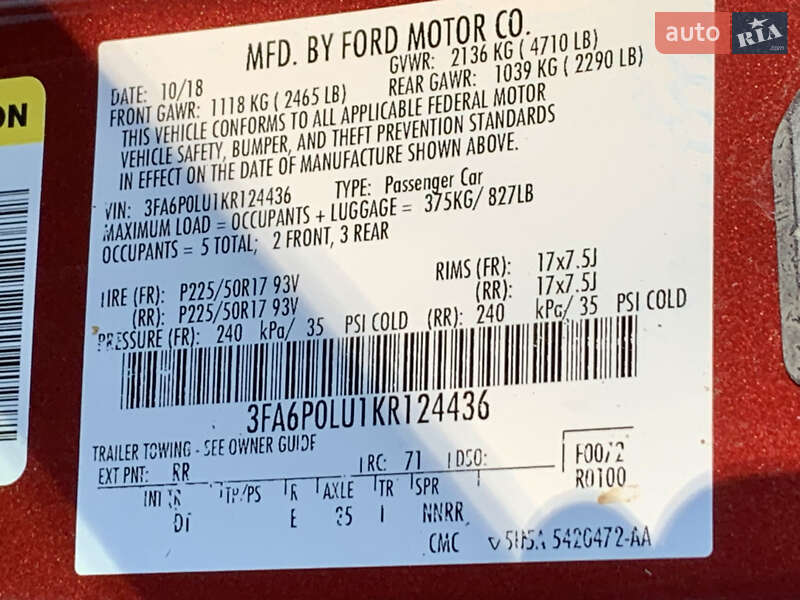 auto RIA.com
ON
MFD. BY FORD MOTOR CO.
DATE: 10/18 GVWR: 2136 KG ( 4710 LB)
FRONT GAWR: 1118 KG ( 2465 LB) REAR GAWR: 1039 KG ( 2290 LB)
THIS VEHICLE CONFORMS TO ALL APPLICABLE FEDERAL MOTOR
VEHICLE SAFETY, BUMPER, AND THEFT PREVENTION STANDARDS
IN EFFECT ON THE DATE OF MANUFACTURE SHOWN ABOVE.
VIN: 3FA6P0LU1KR124436 TYPE: Passenger Car
MAXIMUM LOAD = OCCUPANTS + LUGGAGE = 375KG/ 827LB
OCCUPANTS = 5 TOTAL; 2 FRONT, 3 REAR
TIRE (FR): P225/50R17 93V RIMS (FR): 17x7.5J
(RR): P225/50R17 93V (RR): 17x7.5J
PRESSURE (FR): 240 kPa/ 35 PSI COLD (RR): 240 kPa/ 35 PSI COLD
3FA6P0LU1KR124436
TRAILER TOWING - SEE OWNER GUIDE
EXT PNT: RR RC: 71 DSO: F0072
R0100
INT TR TP/PS R AXLE TR SPR
E 35 I NNRR
CMC 5420472-AA